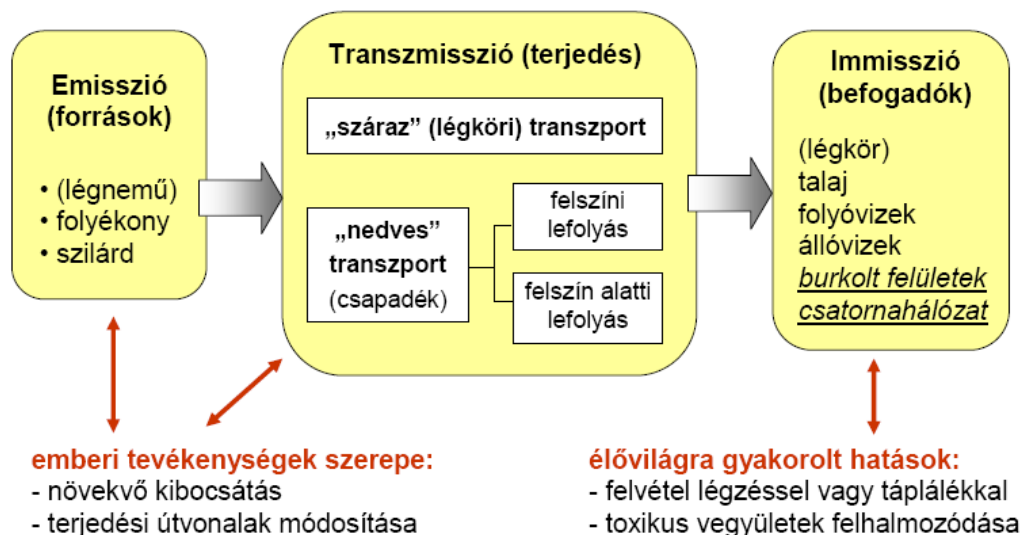 Emisszió
(források)
• (légnemű)
• folyékony
• szilárd
Transzmisszió (terjedés)
„száraz” (légköri) transzport
„nedves”
transzport
(csapadék)
felszíni
lefolyás
felszín alatti
lefolyás
Immisszió
(befogadók)
(légkör)
talaj
folyóvizek
állóvizek
burkolt felületek
csatornahálózat
emberi tevékenységek szerepe:
- növekvő kibocsátás
- terjedési útvonalak módosítása
élővilágra gyakorolt hatások:
- felvétel légzéssel vagy táplálékkal
- toxikus vegyületek felhalmozódása